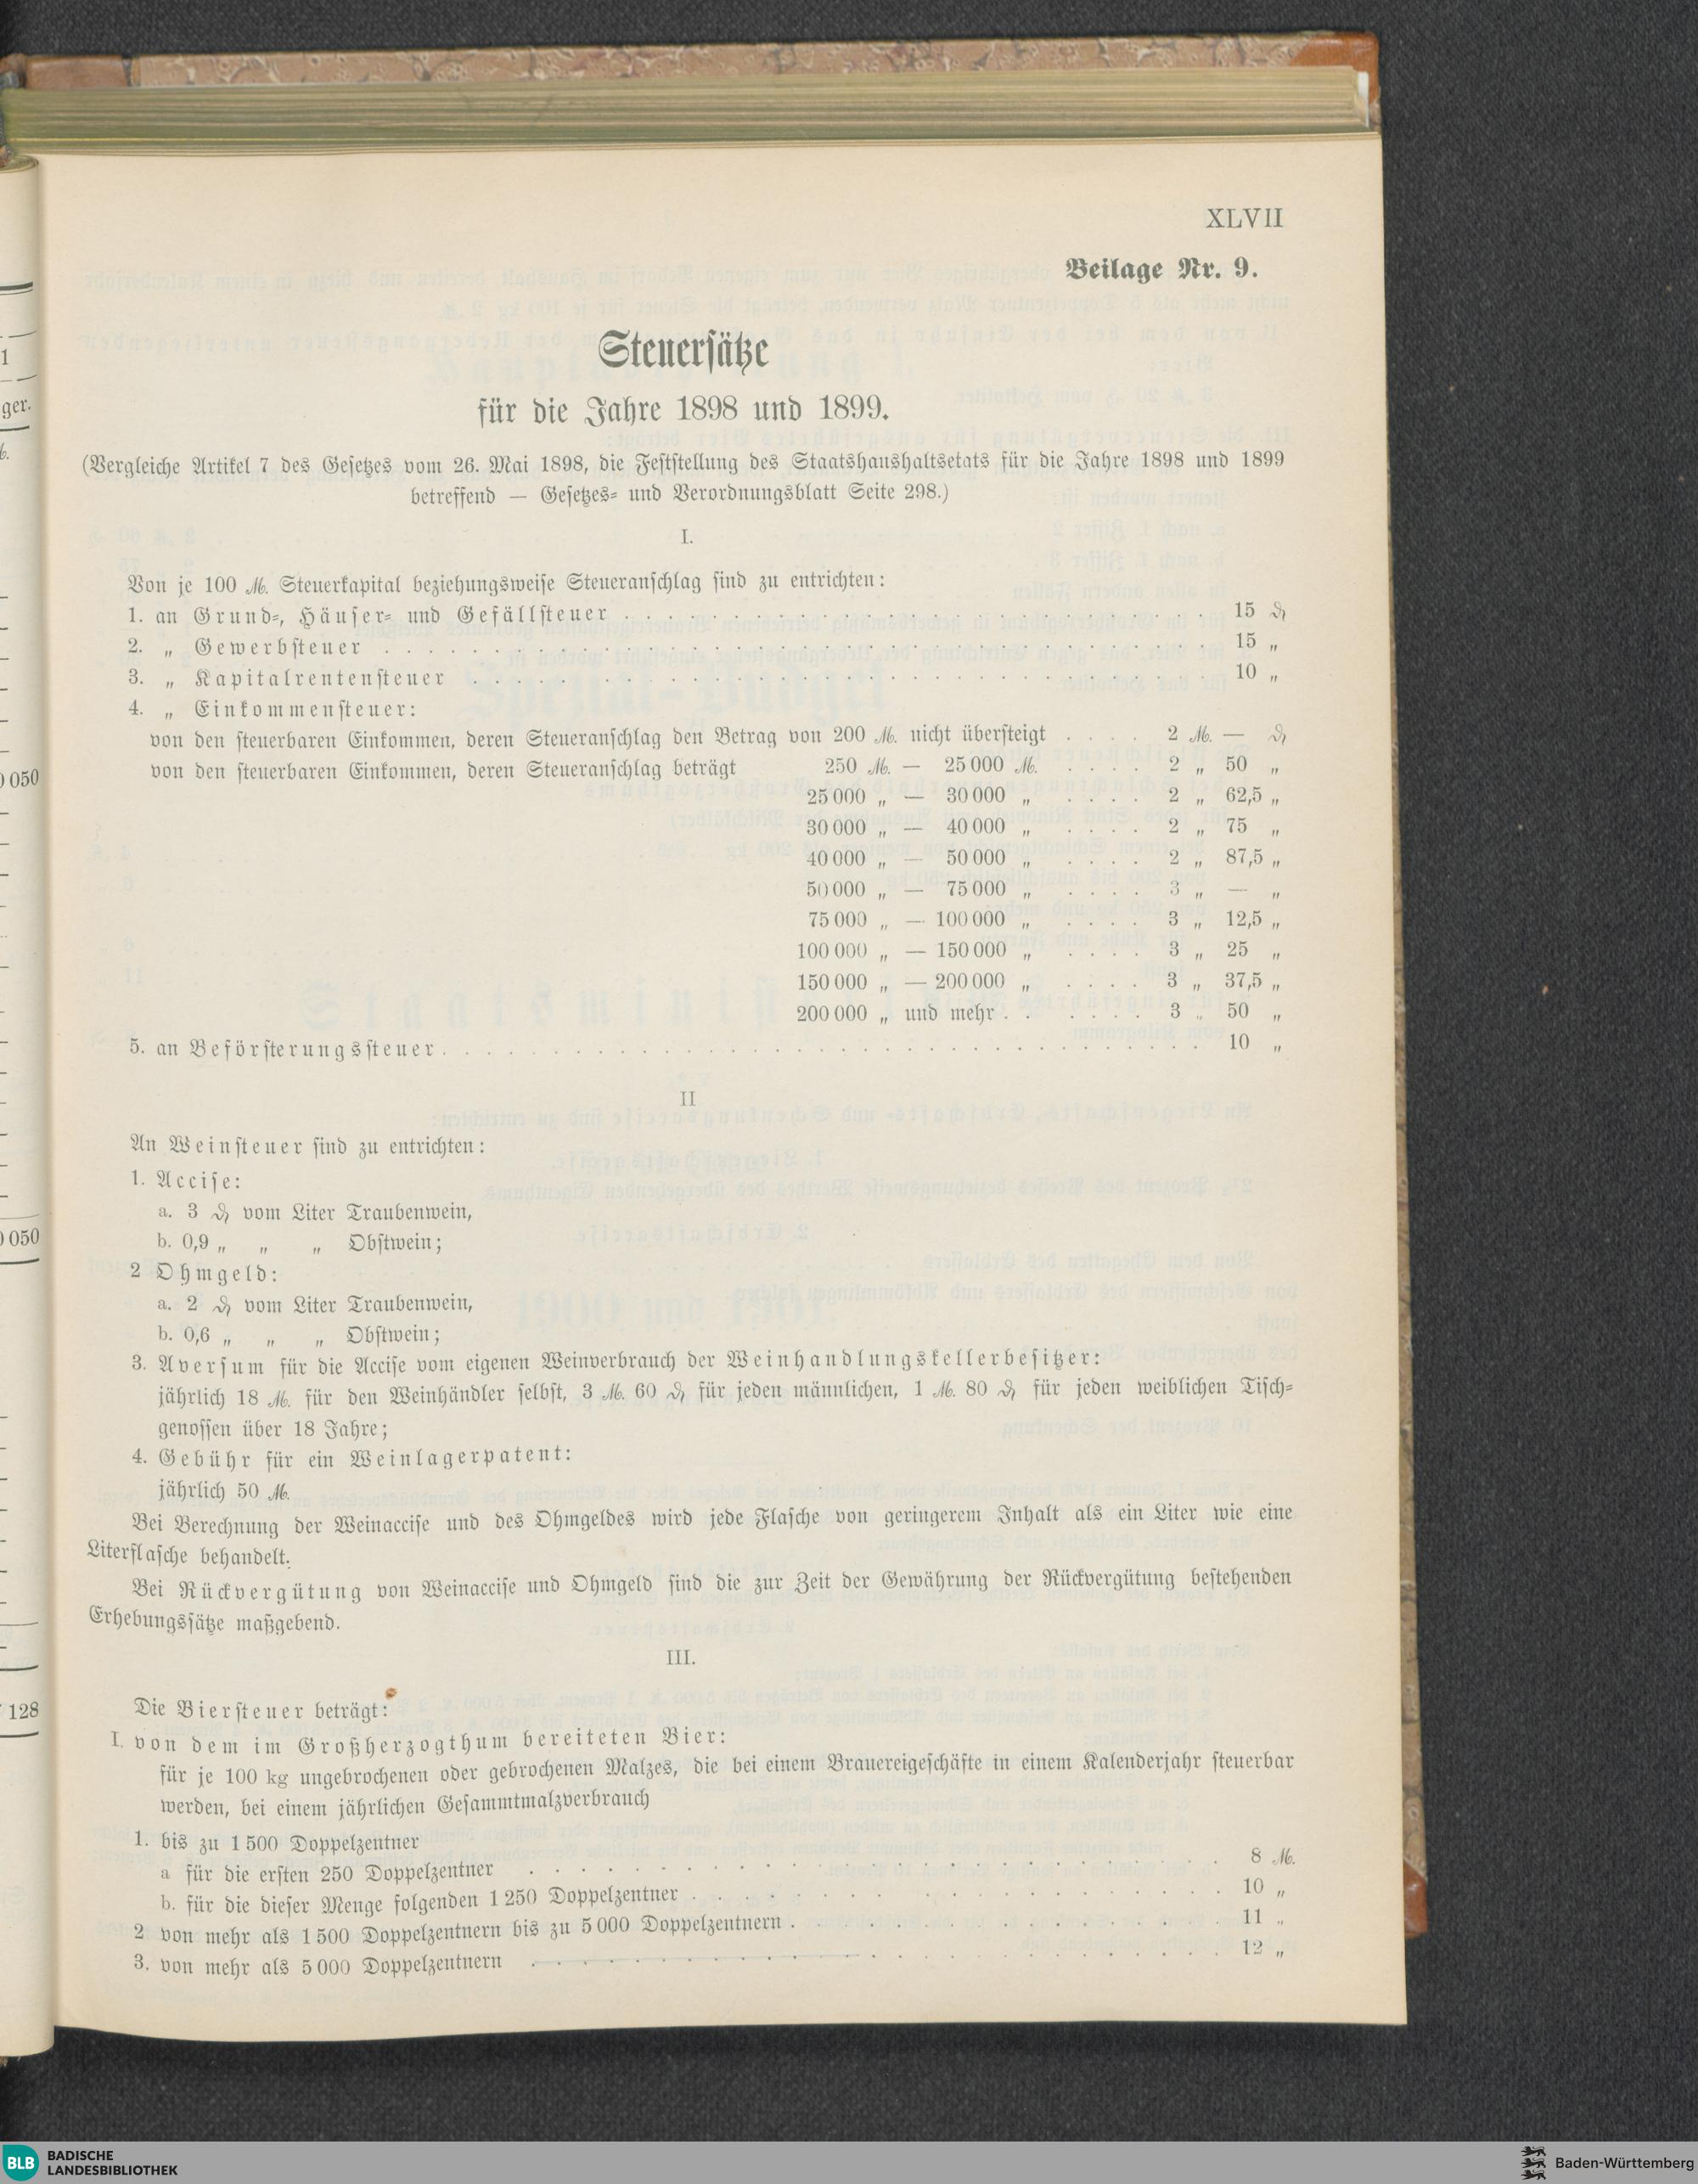 XLVII
Beilage Nr. 9.
Steuersätze
für die Jahre 1898 und 1899.
(Vergleiche Artikel 7 des Gesetzes vom 26. Mai 1898, die Feststellung des Staatshaushaltsetats für die Jahre 1898 und 1899
betreffend — Gesetzes- und Verordnungsblatt Seite 298.)
I.
Von je 100 M. Steuerkapital beziehungsweise Steueranschlag sind zu entrichten:
1. an Grund-, Häuser- und Gefällsteuer . . . . . . . . . . 15 ₰
2. „ Gewerbsteuer . . . . . . . . . . 15 „
3. „ Kapitalrentensteuer . . . . . . . . . . 10 „
4. „ Einkommensteuer:
von den steuerbaren Einkommen, deren Steueranschlag den Betrag von 200 M. nicht übersteigt . . . . 2 M. — ₰
von den steuerbaren Einkommen, deren Steueranschlag beträgt 250 M. — 25 000 M. . . . . 2 „ 50 „
25 000 „ — 30 000 „ . . . . 2 „ 62,5 „
30 000 „ — 40 000 „ . . . . 2 „ 75 „
40 000 „ — 50 000 „ . . . . 2 „ 87,5 „
50 000 „ — 75 000 „ . . . . 3 „ — „
75 000 „ — 100 000 „ . . . . 3 „ 12,5 „
100 000 „ — 150 000 „ . . . . 3 „ 25 „
150 000 „ — 200 000 „ . . . . 3 „ 37,5 „
200 000 „ und mehr . . . . . . 3 „ 50 „
5. an Beförsterungssteuer . . . . . . . . . . 10 „
II
An Weinsteuer sind zu entrichten:
1. Accise:
a. 3 ₰ vom Liter Traubenwein,
b. 0,9 „ „ „ Obstwein;
2 Ohmgeld:
a. 2 ₰ vom Liter Traubenwein,
b. 0,6 „ „ „ Obstwein;
3. Aversum für die Accise vom eigenen Weinverbrauch der Weinhandlungskellerbesitzer:
jährlich 18 M. für den Weinhändler selbst, 3 M. 60 ₰ für jeden männlichen, 1 M. 80 ₰ für jeden weiblichen Tisch-
genossen über 18 Jahre;
4. Gebühr für ein Weinlagerpatent:
jährlich 50 M.
Bei Berechnung der Weinaccise und des Ohmgeldes wird jede Flasche von geringerem Inhalt als ein Liter wie eine
Literflasche behandelt.
Bei Rückvergütung von Weinaccise und Ohmgeld sind die zur Zeit der Gewährung der Rückvergütung bestehenden
Erhebungssätze maßgebend.
III.
Die Biersteuer beträgt:
I. von dem im Großherzogthum bereiteten Bier:
für je 100 kg ungebrochenen oder gebrochenen Malzes, die bei einem Brauereigeschäfte in einem Kalenderjahr steuerbar
werden, bei einem jährlichen Gesammtmalzverbrauch
1. bis zu 1 500 Doppelzentner
a für die ersten 250 Doppelzentner . . . . . . . . . . 8 M.
b. für die dieser Menge folgenden 1 250 Doppelzentner . . . . . . . . . . 10 „
2 von mehr als 1 500 Doppelzentnern bis zu 5 000 Doppelzentnern . . . . . . . . . . 11 „
3. von mehr als 5 000 Doppelzentnern . . . . . . . . . . 12 „
1
ger.
050
050
128
BLB BADISCHE
LANDESBIBLIOTHEK
Baden-Württemberg